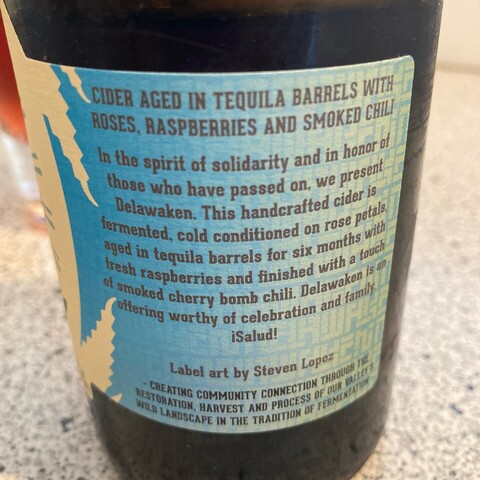 CIDER AGED IN TEQUILA BARRELS WITH
ROSES, RASPBERRIES AND SMOKED CHILI
In the spirit of solidarity and in honor of
those who have passed on, we present
Delawaken. This handcrafted cider is
fermented, cold conditioned on rose petals,
aged in tequila barrels for six months with
fresh raspberries and finished with a touch
of smoked cherry bomb chili. Delawaken is an
offering worthy of celebration and family.
¡Salud!
Label art by Steven Lopez
- CREATING COMMUNITY CONNECTION THROUGH THE
RESTORATION, HARVEST AND PROCESS OF OUR VALLEY'S
WILD LANDSCAPE IN THE TRADITION OF FERMENTATION